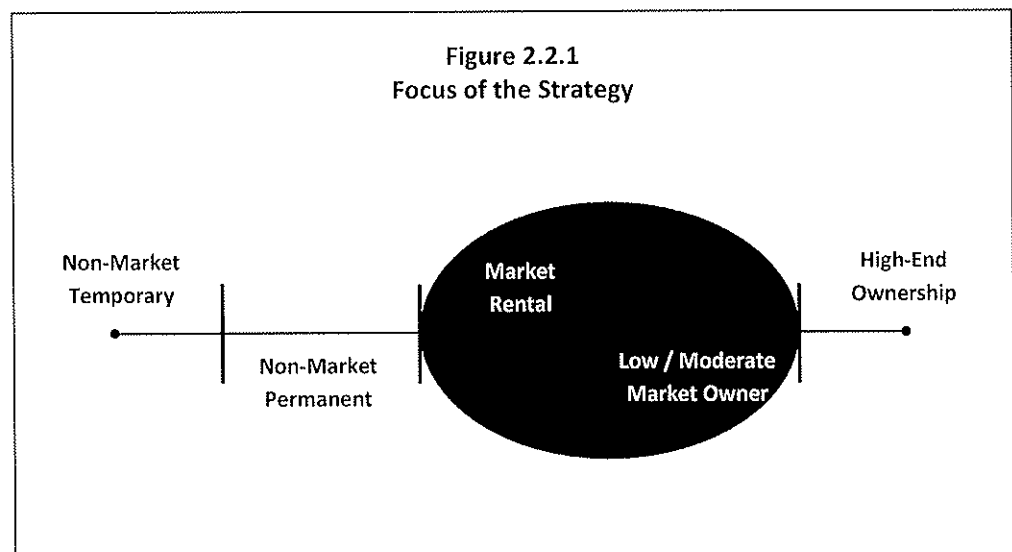 Figure 2.2.1
Focus of the Strategy
Non-Market
Temporary
Non-Market
Permanent
Market
Rental
Low / Moderate
Market Owner
High-End
Ownership